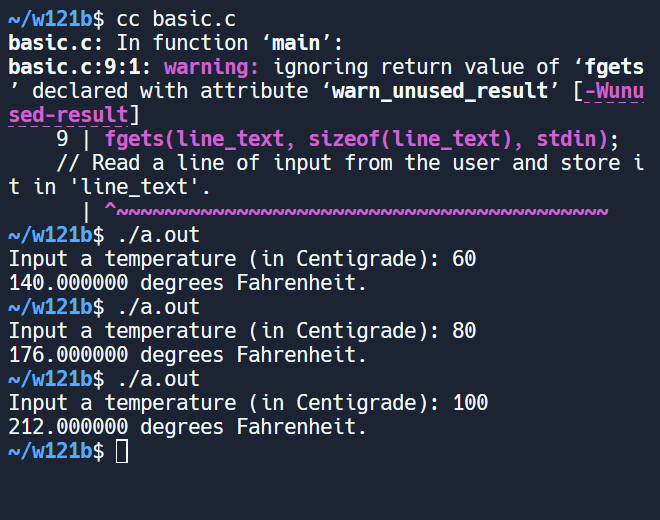 ~/w121b$ cc basic.c
basic.c: In function ‘main’:
basic.c:9:1: warning: ignoring return value of ‘fgets
’ declared with attribute ‘warn_unused_result’ [-Wunu
sed-result]
    9 | fgets(line_text, sizeof(line_text), stdin);
    // Read a line of input from the user and store i
t in 'line_text'.
      | ^~~~~~~~~~~~~~~~~~~~~~~~~~~~~~~~~~~~~~~~~~
~/w121b$ ./a.out
Input a temperature (in Centigrade): 60
140.000000 degrees Fahrenheit.
~/w121b$ ./a.out
Input a temperature (in Centigrade): 80
176.000000 degrees Fahrenheit.
~/w121b$ ./a.out
Input a temperature (in Centigrade): 100
212.000000 degrees Fahrenheit.
~/w121b$